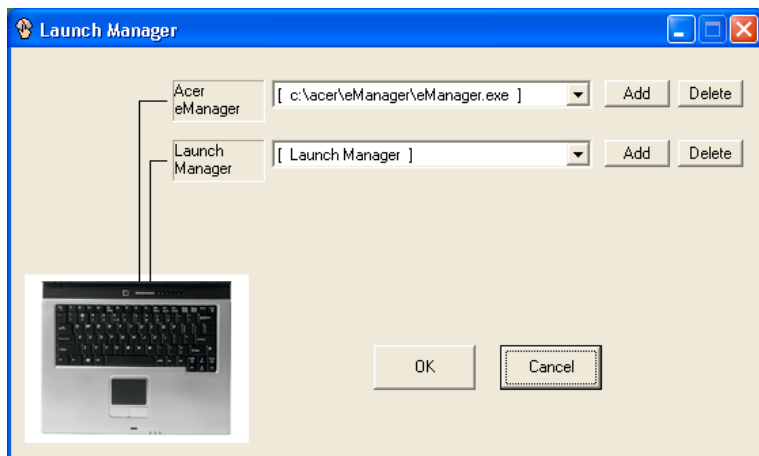 Launch Manager
Acer
eManager
[ c:\acer\eManager\eManager.exe ]
Add
Delete
Launch
Manager
[ Launch Manager ]
Add
Delete
OK
Cancel